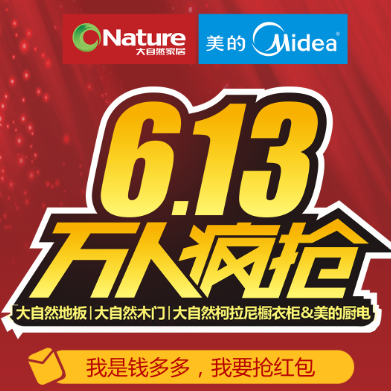 Nature 美的 Midea
大自然家居
6.13
万人疯抢
大自然地板|大自然木门|大自然柯拉尼橱衣柜&美的厨电
我是钱多多，我要抢红包